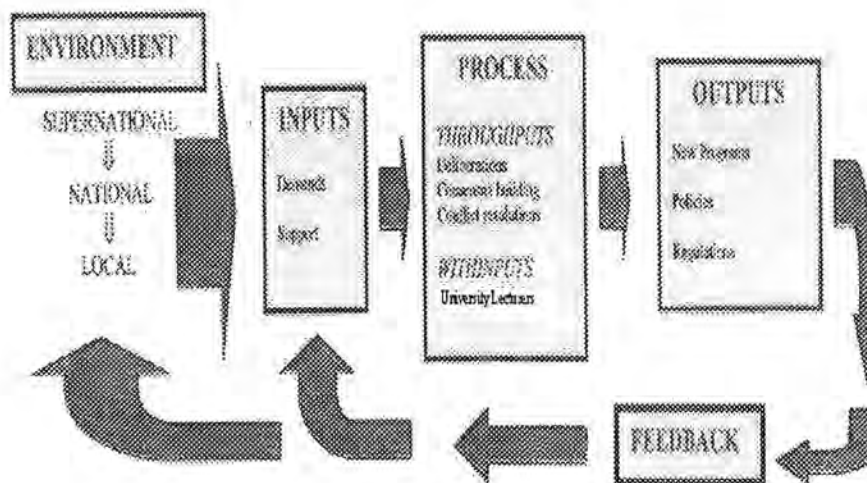 ENVIRONMENT
SUPERNATIONAL
NATIONAL
LOCAL
INPUTS
Demands
Support
PROCESS
THROUGHPUTS
Deliberations
Consensus building
Conflict resolutions
WITHINPUTS
University Lecturers
OUTPUTS
New Programs
Policies
Regulations
FEEDBACK